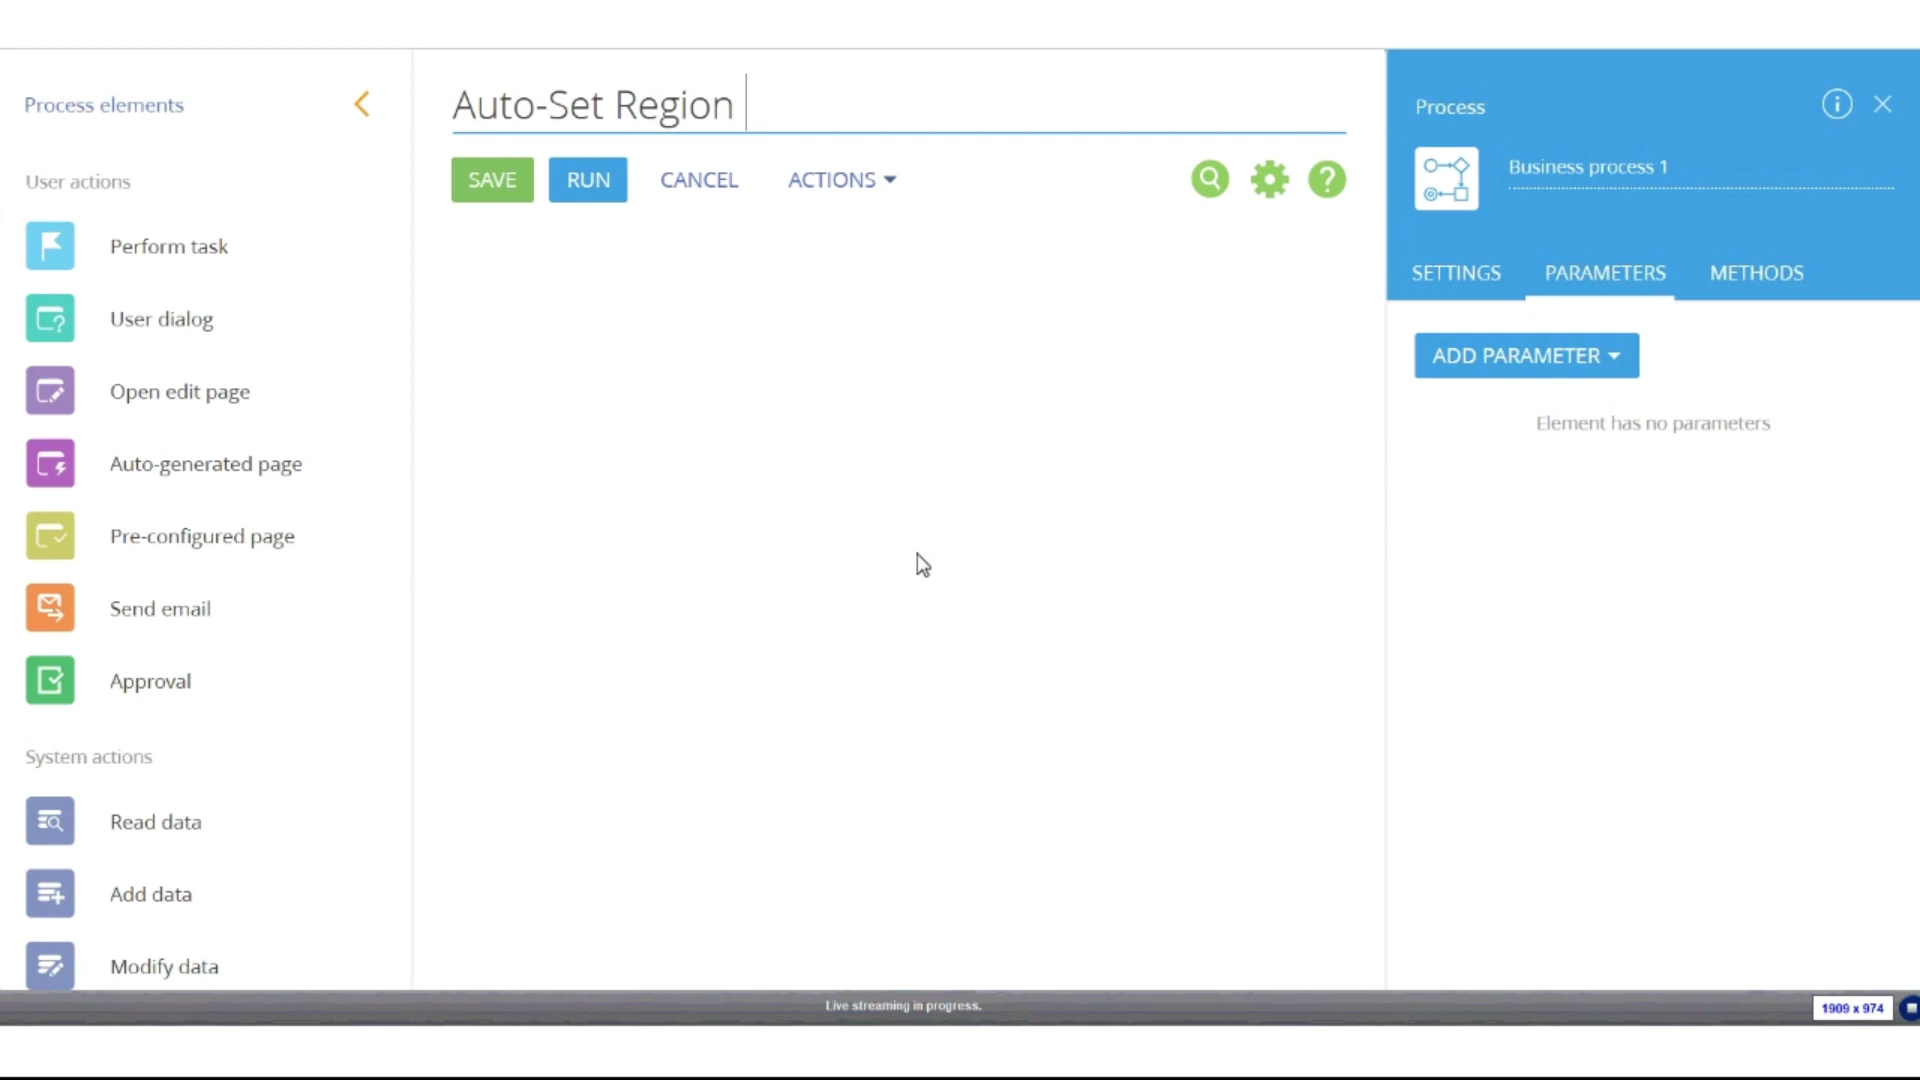 Process elements
User actions
Perform task
User dialog
Open edit page
Auto-generated page
Pre-configured page
Send email
Approval
System actions
Read data
Add data
Modify data
Auto-Set Region
SAVE
RUN
CANCEL
ACTIONS
?
Process
i
Business process 1
SETTINGS
PARAMETERS
METHODS
ADD PARAMETER
Element has no parameters
Live streaming in progress.
1909 x 974